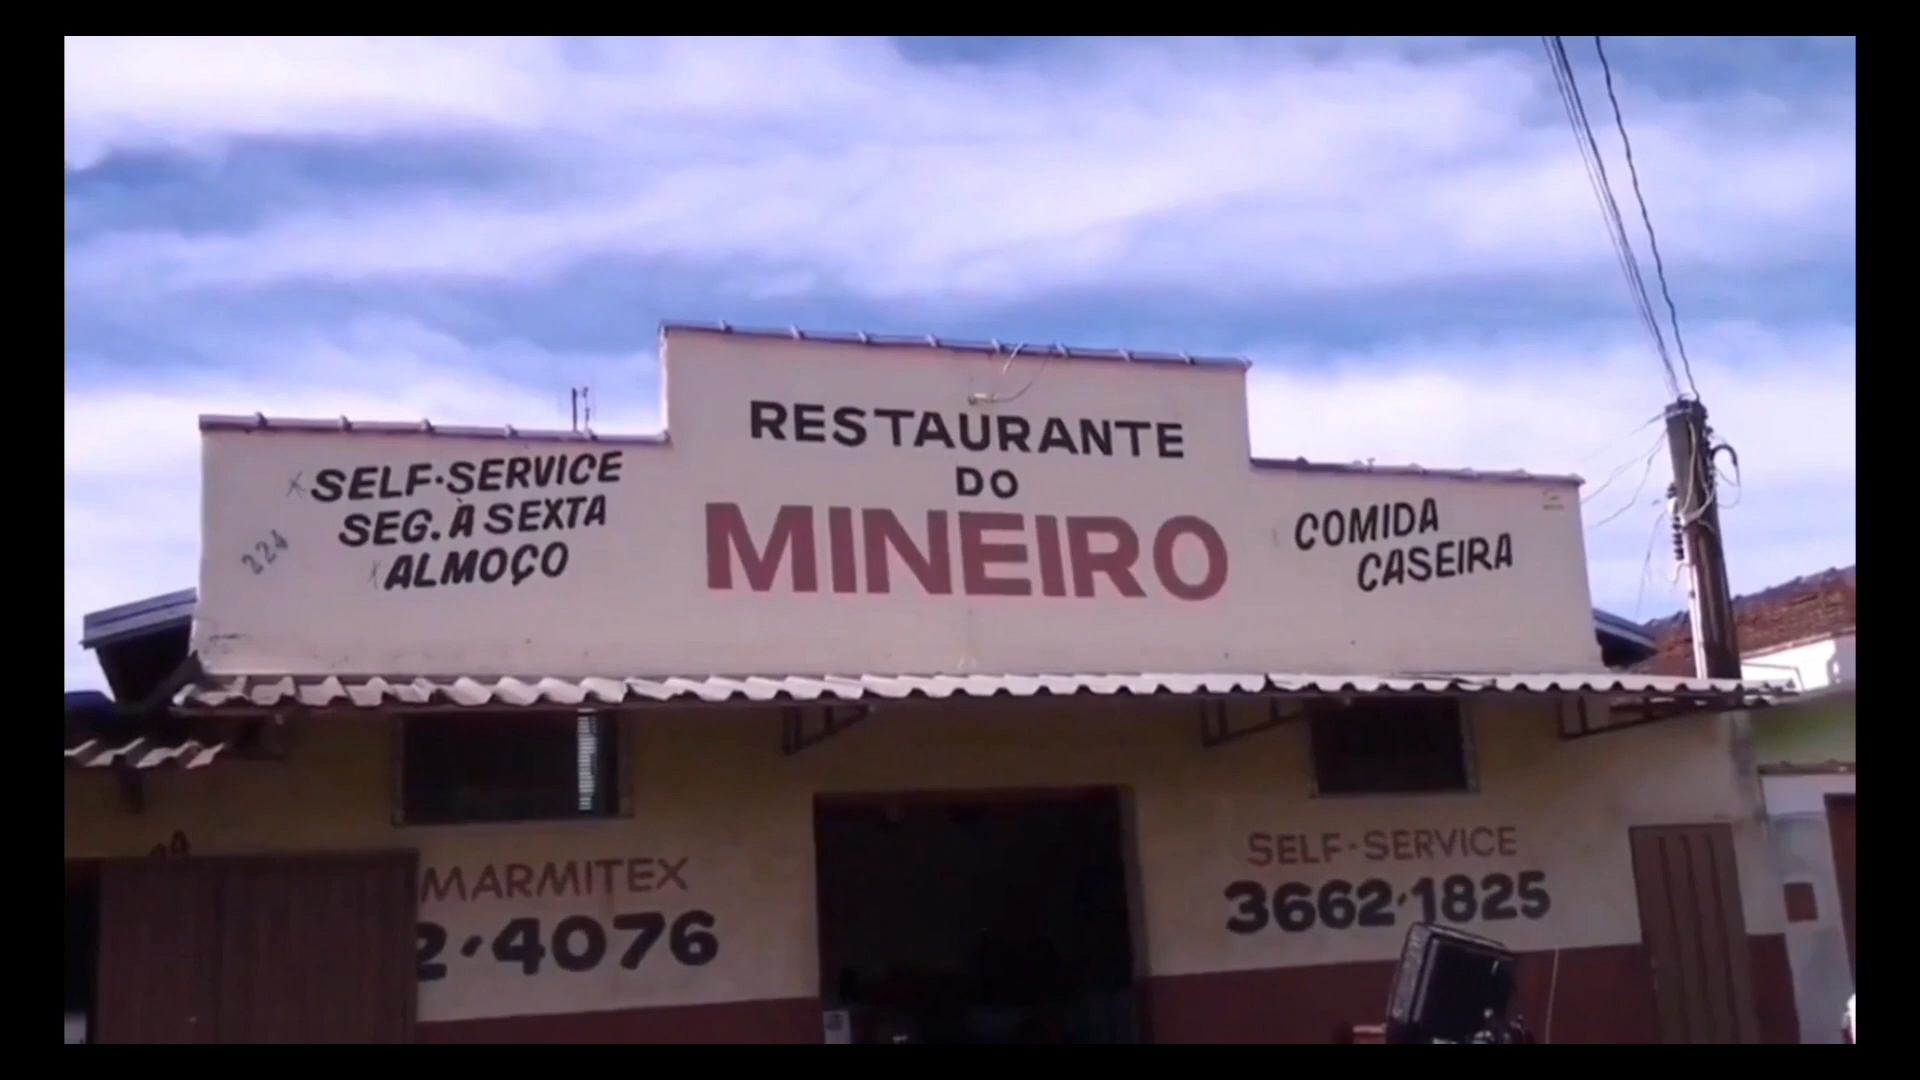 RESTAURANTE
DO
MINEIRO
SELF-SERVICE
SEG. À SEXTA
ALMOÇO
224
COMIDA
CASEIRA
MARMITEX
2-4076
SELF-SERVICE
3662-1825